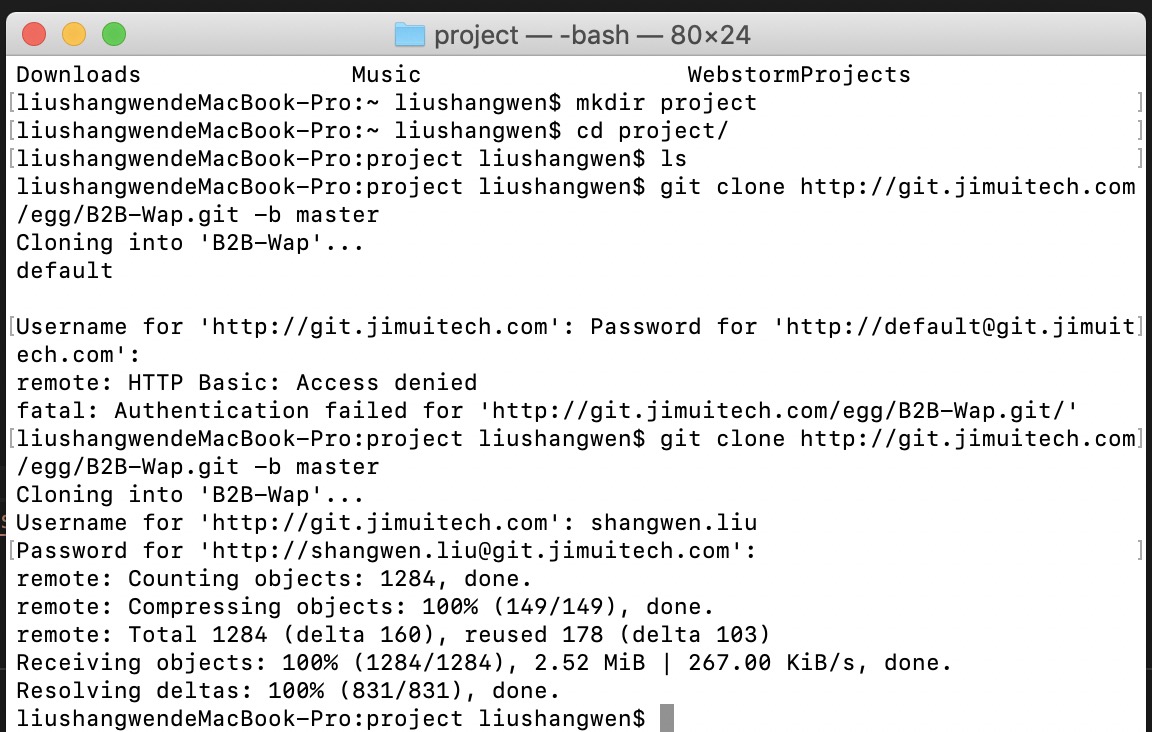 project — -bash — 80×24
Downloads Music WebstormProjects
[liushangwendeMacBook-Pro:~ liushangwen$ mkdir project ]
[liushangwendeMacBook-Pro:~ liushangwen$ cd project/ ]
[liushangwendeMacBook-Pro:project liushangwen$ ls ]
liushangwendeMacBook-Pro:project liushangwen$ git clone http://git.jimuitech.com
/egg/B2B-Wap.git -b master
Cloning into 'B2B-Wap'...
default
[Username for 'http://git.jimuitech.com': Password for 'http://default@git.jimuit]
ech.com':
remote: HTTP Basic: Access denied
fatal: Authentication failed for 'http://git.jimuitech.com/egg/B2B-Wap.git/'
[liushangwendeMacBook-Pro:project liushangwen$ git clone http://git.jimuitech.com]
/egg/B2B-Wap.git -b master
Cloning into 'B2B-Wap'...
Username for 'http://git.jimuitech.com': shangwen.liu
[Password for 'http://shangwen.liu@git.jimuitech.com': ]
remote: Counting objects: 1284, done.
remote: Compressing objects: 100% (149/149), done.
remote: Total 1284 (delta 160), reused 178 (delta 103)
Receiving objects: 100% (1284/1284), 2.52 MiB | 267.00 KiB/s, done.
Resolving deltas: 100% (831/831), done.
liushangwendeMacBook-Pro:project liushangwen$